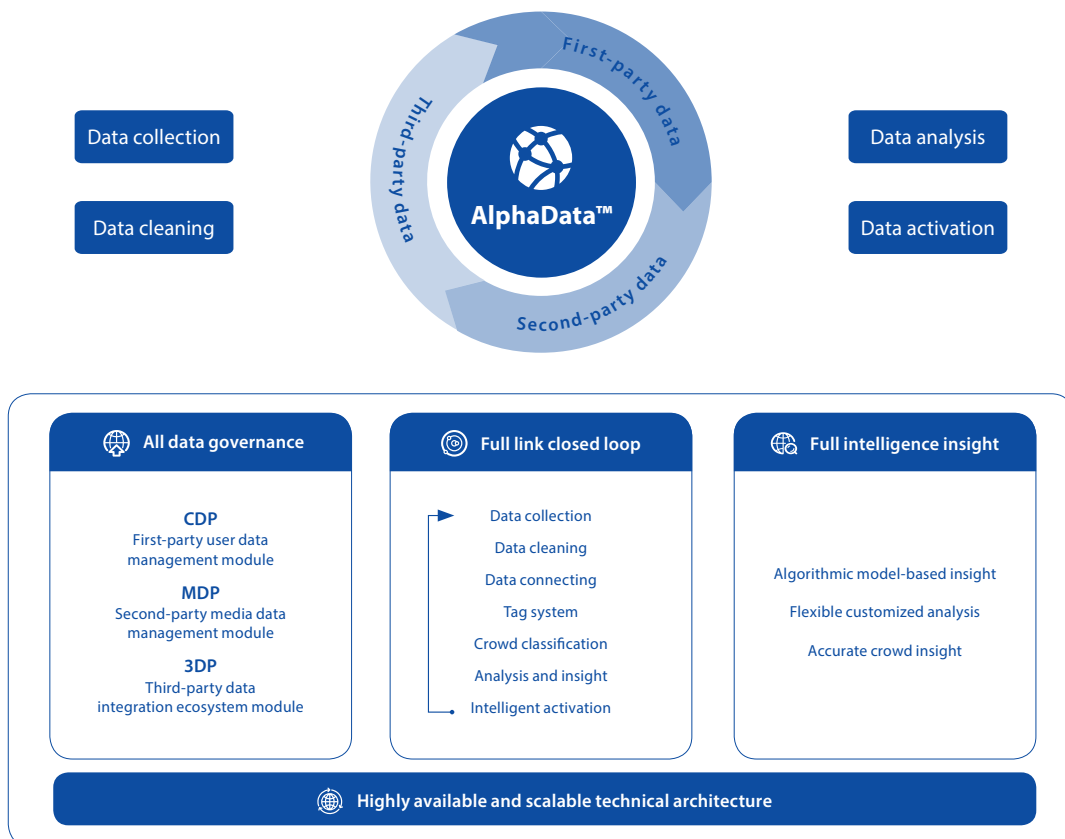 First-party data
Third-party data
Data collection
Data analysis
AlphaData™
Data cleaning
Data activation
Second-party data
All data governance
CDP
First-party user data
management module
MDP
Second-party media data
management module
3DP
Third-party data
integration ecosystem module
Full link closed loop
Data collection
Data cleaning
Data connecting
Tag system
Crowd classification
Analysis and insight
Intelligent activation
Full intelligence insight
Algorithmic model-based insight
Flexible customized analysis
Accurate crowd insight
Highly available and scalable technical architecture